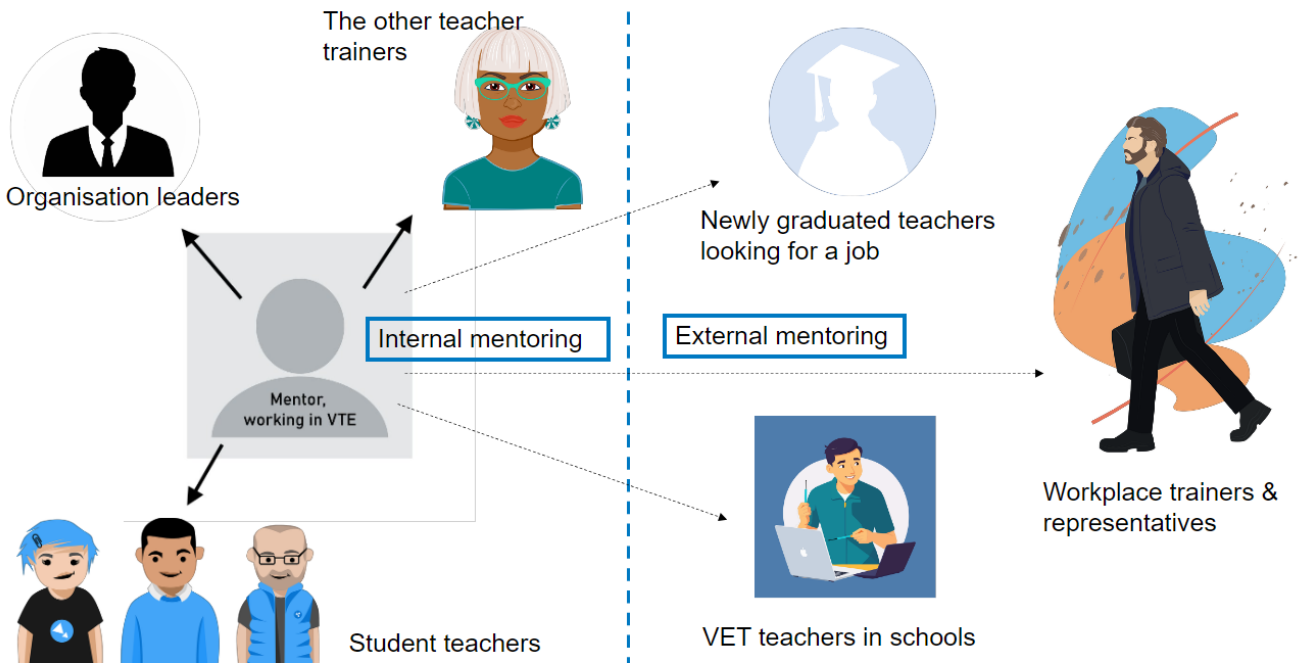 The other teacher
trainers
Organisation leaders
Newly graduated teachers
looking for a job
Internal mentoring
External mentoring
Mentor,
working in VTE
Workplace trainers &
representatives
Student teachers
VET teachers in schools